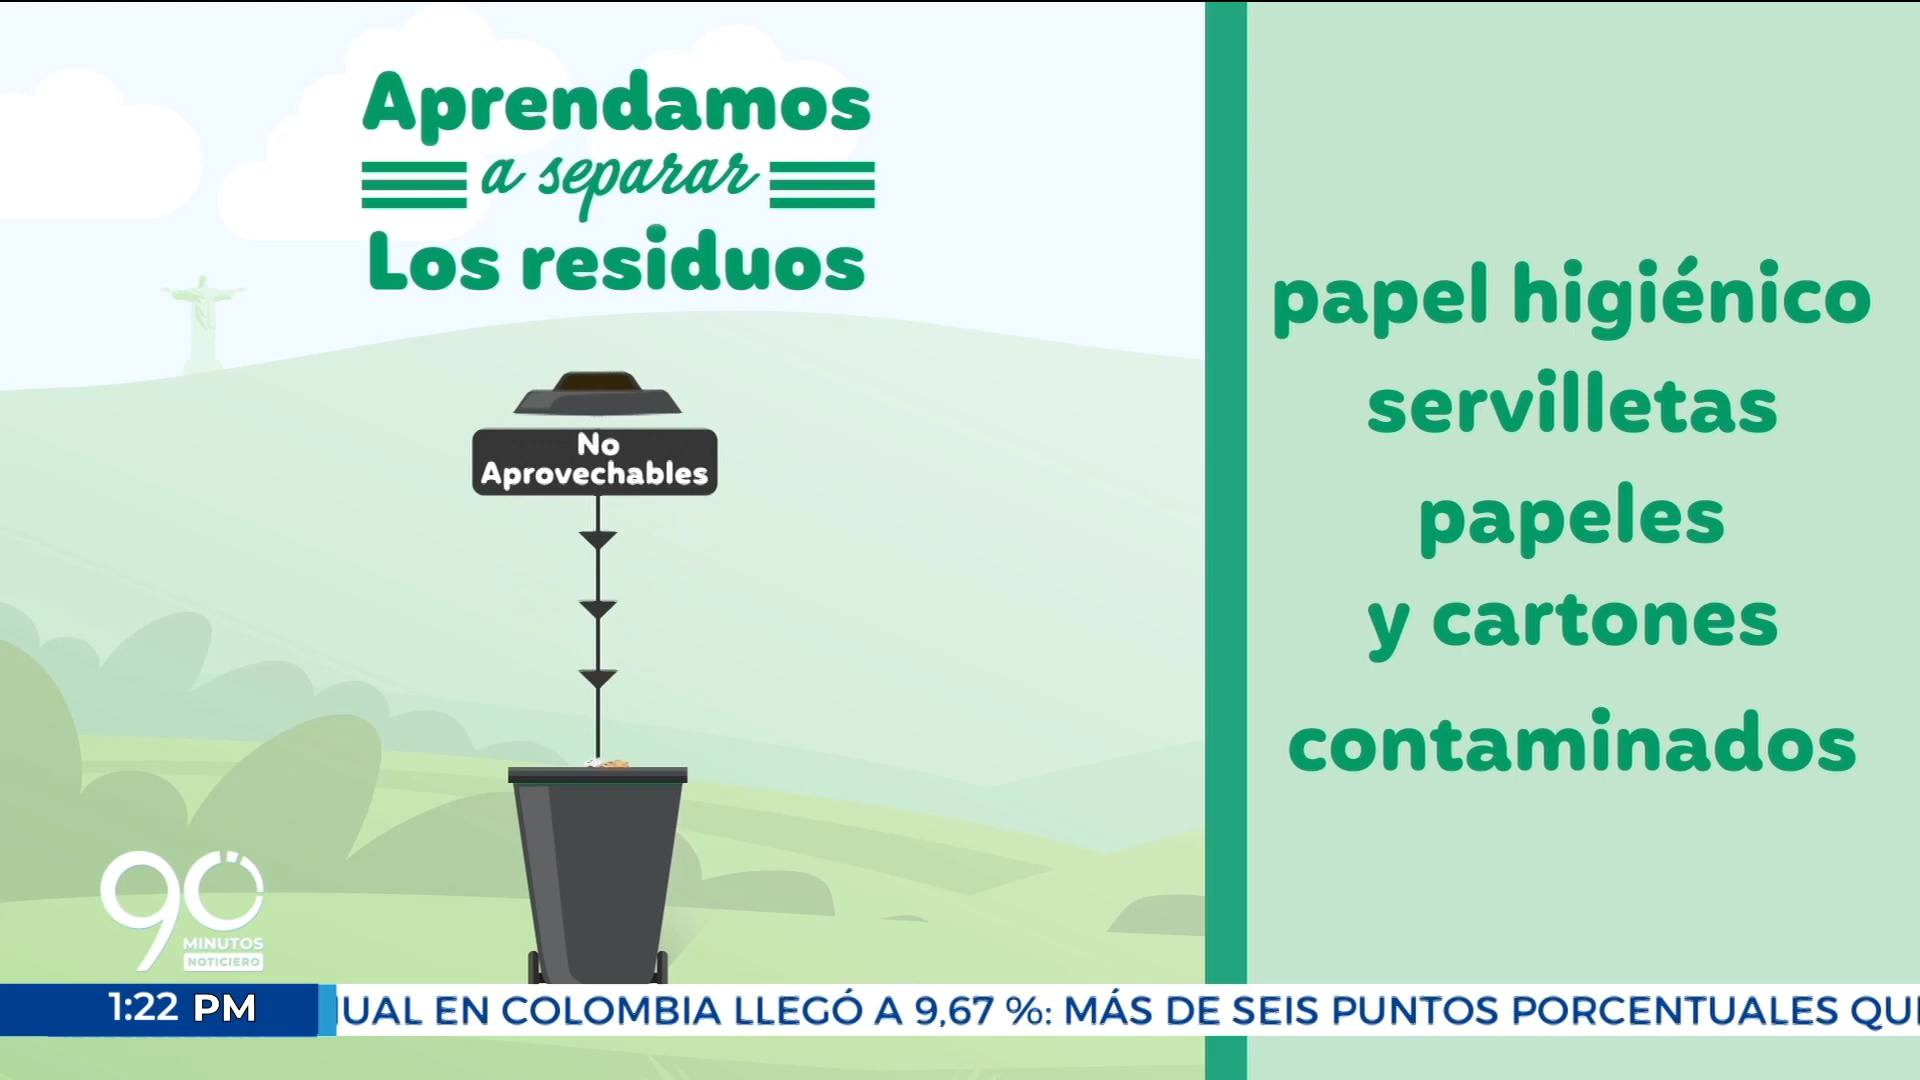 Aprendamos
a separar
Los residuos
No
Aprovechables
papel higiénico
servilletas
papeles
y cartones
contaminados
90
MINUTOS
NOTICIERO
1:22 PM
UAL EN COLOMBIA LLEGÓ A 9,67 %: MÁS DE SEIS PUNTOS PORCENTUALES QU